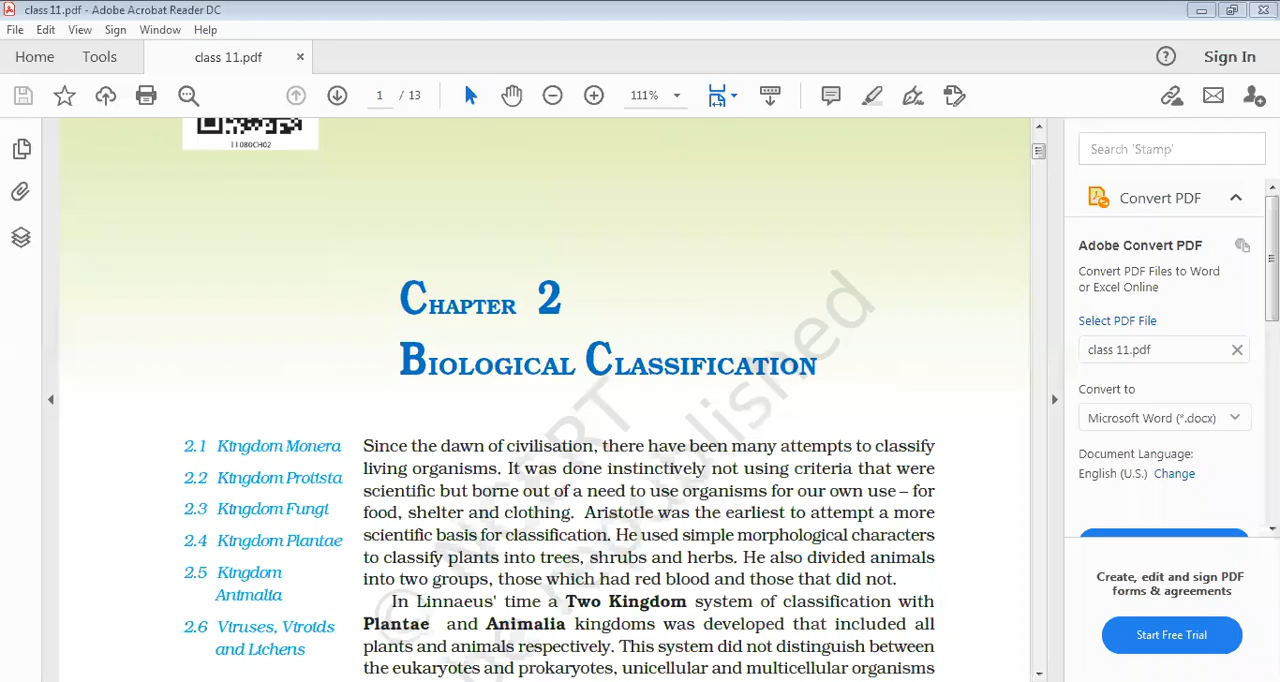 class 11.pdf - Adobe Acrobat Reader DC
File Edit View Sign Window Help
Home Tools class 11.pdf × Sign In
1 / 13 111%
11080CH02
CHAPTER 2
BIOLOGICAL CLASSIFICATION
2.1 Kingdom Monera
2.2 Kingdom Protista
2.3 Kingdom Fungi
2.4 Kingdom Plantae
2.5 Kingdom
Animalia
2.6 Viruses, Viroids
and Lichens
Since the dawn of civilisation, there have been many attempts to classify
living organisms. It was done instinctively not using criteria that were
scientific but borne out of a need to use organisms for our own use – for
food, shelter and clothing. Aristotle was the earliest to attempt a more
scientific basis for classification. He used simple morphological characters
to classify plants into trees, shrubs and herbs. He also divided animals
into two groups, those which had red blood and those that did not.
In Linnaeus' time a Two Kingdom system of classification with
Plantae and Animalia kingdoms was developed that included all
plants and animals respectively. This system did not distinguish between
the eukaryotes and prokaryotes, unicellular and multicellular organisms
© NCERT
be republished
Search 'Stamp'
Convert PDF
Adobe Convert PDF
Convert PDF Files to Word
or Excel Online
Select PDF File
class 11.pdf
Convert to
Microsoft Word (*.docx)
Document Language:
English (U.S.) Change
Create, edit and sign PDF
forms & agreements
Start Free Trial